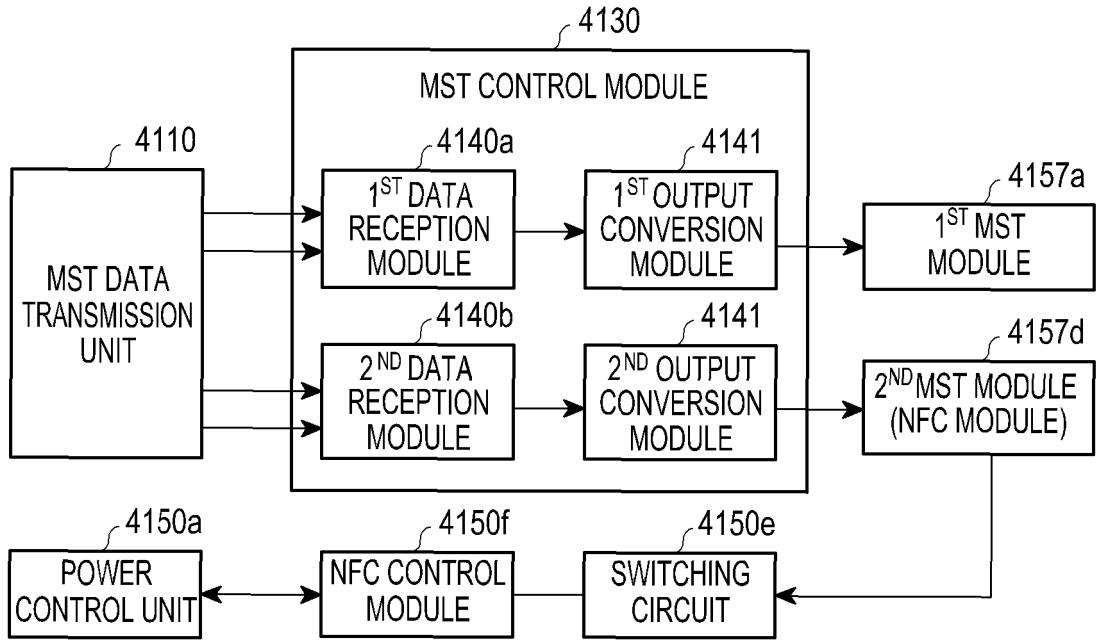 4130
MST CONTROL MODULE
4110
MST DATA
TRANSMISSION
UNIT
4140a
1ST DATA
RECEPTION
MODULE
4141
1ST OUTPUT
CONVERSION
MODULE
4157a
1ST MST
MODULE
4140b
2ND DATA
RECEPTION
MODULE
4141
2ND OUTPUT
CONVERSION
MODULE
4157d
2ND MST MODULE
(NFC MODULE)
4150a
POWER
CONTROL UNIT
4150f
NFC CONTROL
MODULE
4150e
SWITCHING
CIRCUIT